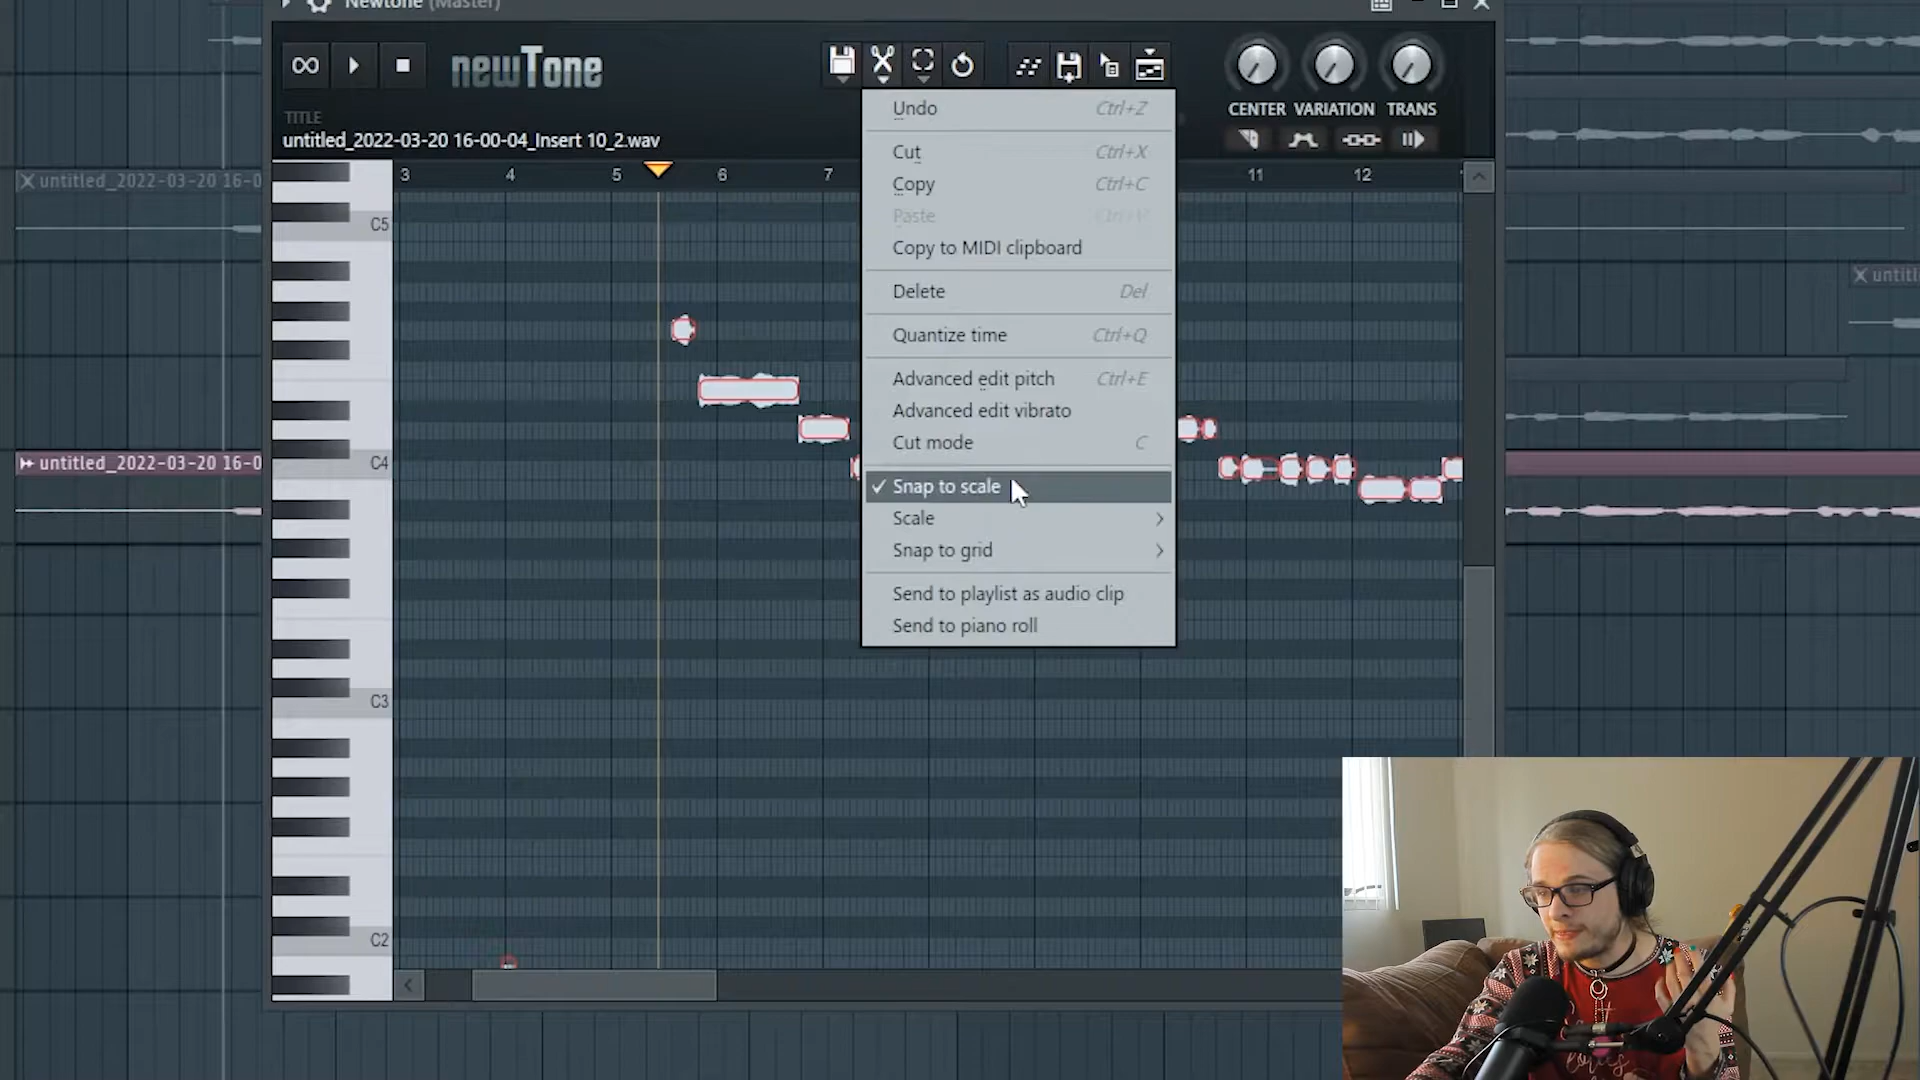 Newtone (Master)
newTone
CENTER VARIATION TRANS
TITLE
untitled_2022-03-20 16-00-04_Insert 10_2.wav
3 4 5 6 7 11 12
C5
C4
C3
C2
Undo Ctrl+Z
Cut Ctrl+X
Copy Ctrl+C
Paste Ctrl+V
Copy to MIDI clipboard
Delete Del
Quantize time Ctrl+Q
Advanced edit pitch Ctrl+E
Advanced edit vibrato
Cut mode C
Snap to scale
Scale
Snap to grid
Send to playlist as audio clip
Send to piano roll
untitled_2022-03-20 16-0
untitled_2022-03-20 16-0
untitl